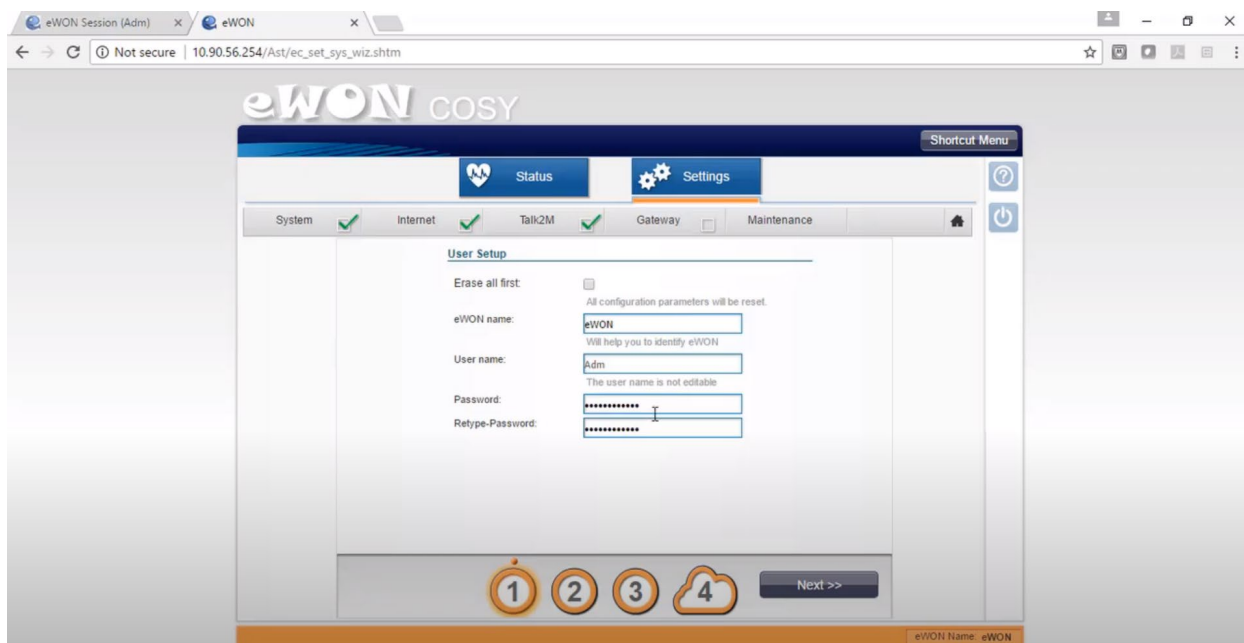 eWON Session (Adm) eWON
Not secure | 10.90.56.254/Ast/ec_set_sys_wiz.shtm
eWON COSY
Shortcut Menu
Status Settings
System Internet Talk2M Gateway Maintenance
User Setup
Erase all first:
All configuration parameters will be reset.
eWON name: eWON
Will help you to identify eWON
User name: Adm
The user name is not editable
Password: ••••••••••••
Retype-Password: ••••••••••••
1 2 3 4 Next >>
eWON Name: eWON